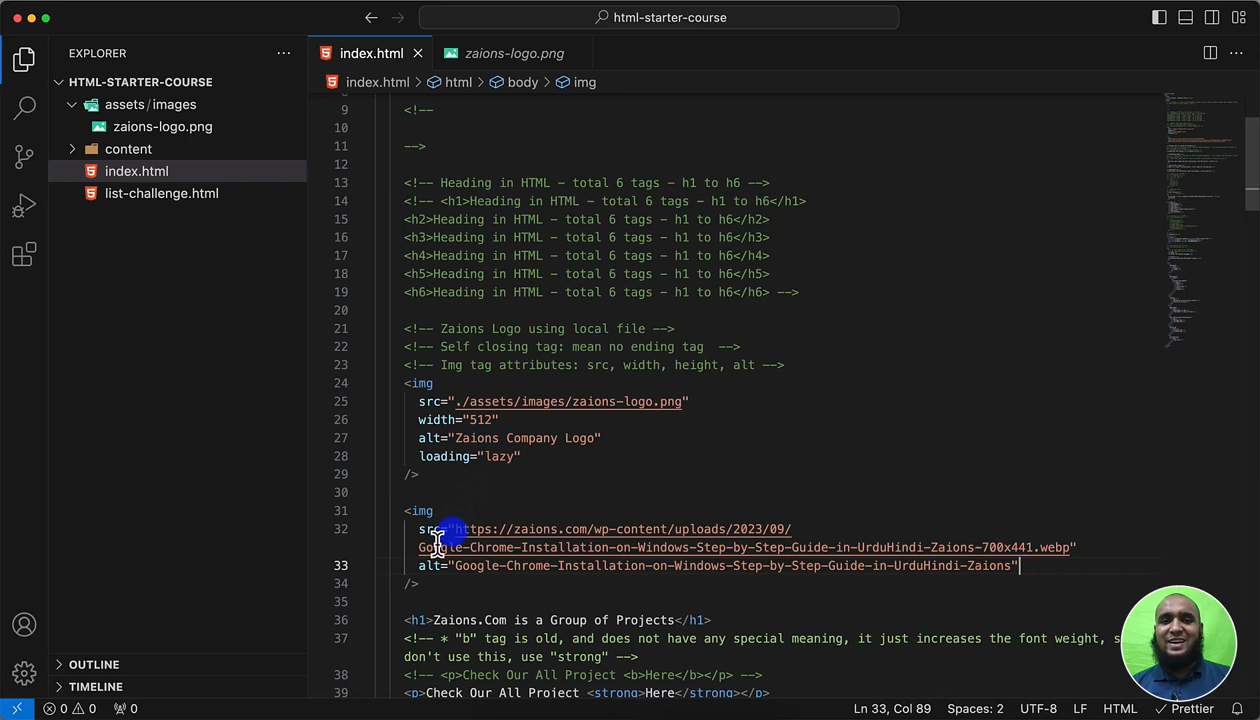 html-starter-course
EXPLORER
index.html
zaions-logo.png
HTML-STARTER-COURSE
assets/images
zaions-logo.png
content
index.html
list-challenge.html
OUTLINE
TIMELINE
index.html > html > body > img
9 <!--
10
11 -->
12
13 <!-- Heading in HTML - total 6 tags - h1 to h6 -->
14 <!-- <h1>Heading in HTML - total 6 tags - h1 to h6</h1>
15 <h2>Heading in HTML - total 6 tags - h1 to h6</h2>
16 <h3>Heading in HTML - total 6 tags - h1 to h6</h3>
17 <h4>Heading in HTML - total 6 tags - h1 to h6</h4>
18 <h5>Heading in HTML - total 6 tags - h1 to h6</h5>
19 <h6>Heading in HTML - total 6 tags - h1 to h6</h6> -->
20
21 <!-- Zaions Logo using local file -->
22 <!-- Self closing tag: mean no ending tag  -->
23 <!-- Img tag attributes: src, width, height, alt -->
24 <img
25 src="./assets/images/zaions-logo.png"
26 width="512"
27 alt="Zaions Company Logo"
28 loading="lazy"
29 />
30
31 <img
32 src="https://zaions.com/wp-content/uploads/2023/09/
Google-Chrome-Installation-on-Windows-Step-by-Step-Guide-in-UrduHindi-Zaions-700x441.webp"
33 alt="Google-Chrome-Installation-on-Windows-Step-by-Step-Guide-in-UrduHindi-Zaions"
34 />
35
36 <h1>Zaions.Com is a Group of Projects</h1>
37 <!-- * "b" tag is old, and does not have any special meaning, it just increases the font weight, s
don't use this, use "strong" -->
38 <!-- <p>Check Our All Project <b>Here</b></p> -->
39 <p>Check Our All Project <strong>Here</strong></p>
0 0 0
Ln 33, Col 89 Spaces: 2 UTF-8 LF HTML Prettier